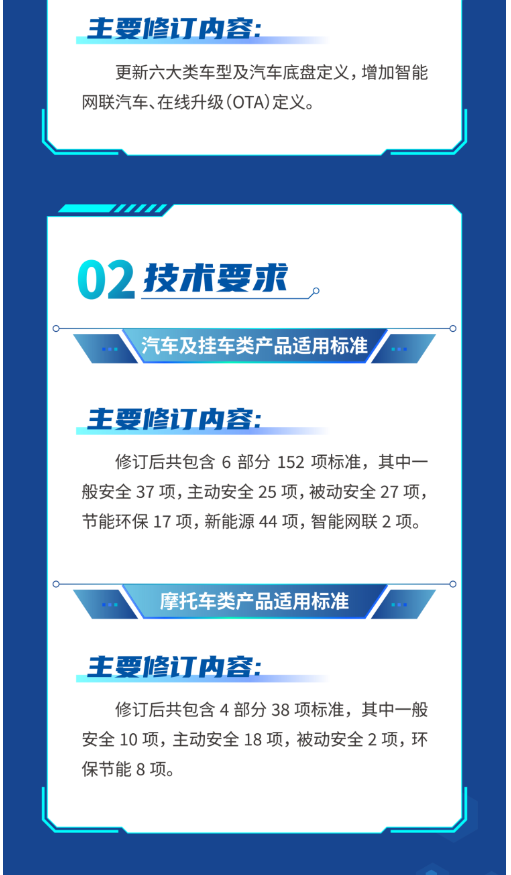 主要修订内容:
更新六大类车型及汽车底盘定义，增加智能
网联汽车、在线升级（OTA）定义。
02 技术要求
汽车及挂车类产品适用标准
主要修订内容:
修订后共包含 6 部分 152 项标准，其中一
般安全 37 项，主动安全 25 项，被动安全 27 项，
节能环保 17 项，新能源 44 项，智能网联 2 项。
摩托车类产品适用标准
主要修订内容:
修订后共包含 4 部分 38 项标准，其中一般
安全 10 项，主动安全 18 项，被动安全 2 项，环
保节能 8 项。